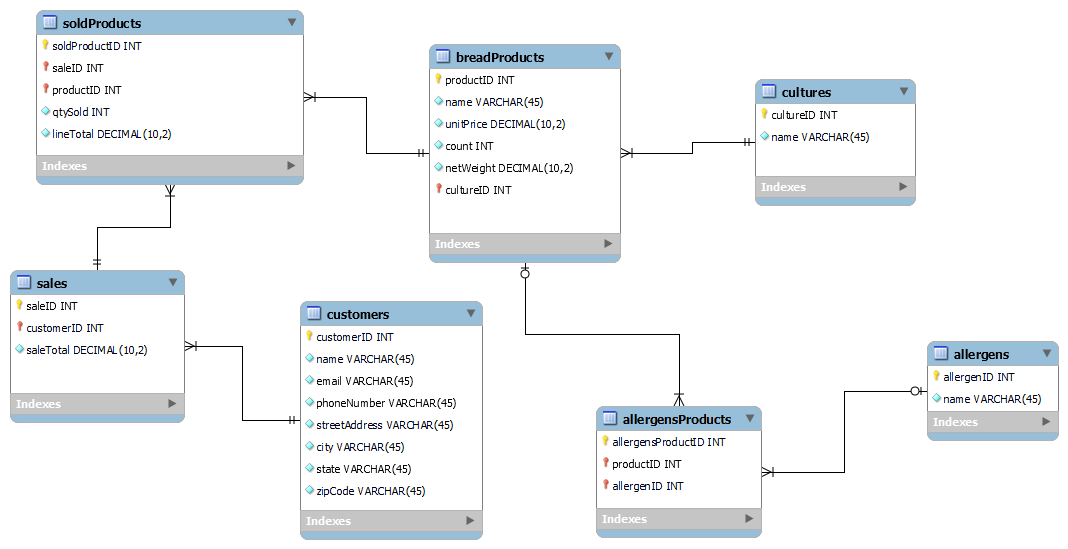 soldProducts
soldProductID INT
saleID INT
productID INT
qtySold INT
lineTotal DECIMAL(10,2)
Indexes
breadProducts
productID INT
name VARCHAR(45)
unitPrice DECIMAL(10,2)
count INT
netWeight DECIMAL(10,2)
cultureID INT
Indexes
cultures
cultureID INT
name VARCHAR(45)
Indexes
sales
saleID INT
customerID INT
saleTotal DECIMAL(10,2)
Indexes
customers
customerID INT
name VARCHAR(45)
email VARCHAR(45)
phoneNumber VARCHAR(45)
streetAddress VARCHAR(45)
city VARCHAR(45)
state VARCHAR(45)
zipCode VARCHAR(45)
Indexes
allergensProducts
allergensProductID INT
productID INT
allergenID INT
Indexes
allergens
allergenID INT
name VARCHAR(45)
Indexes